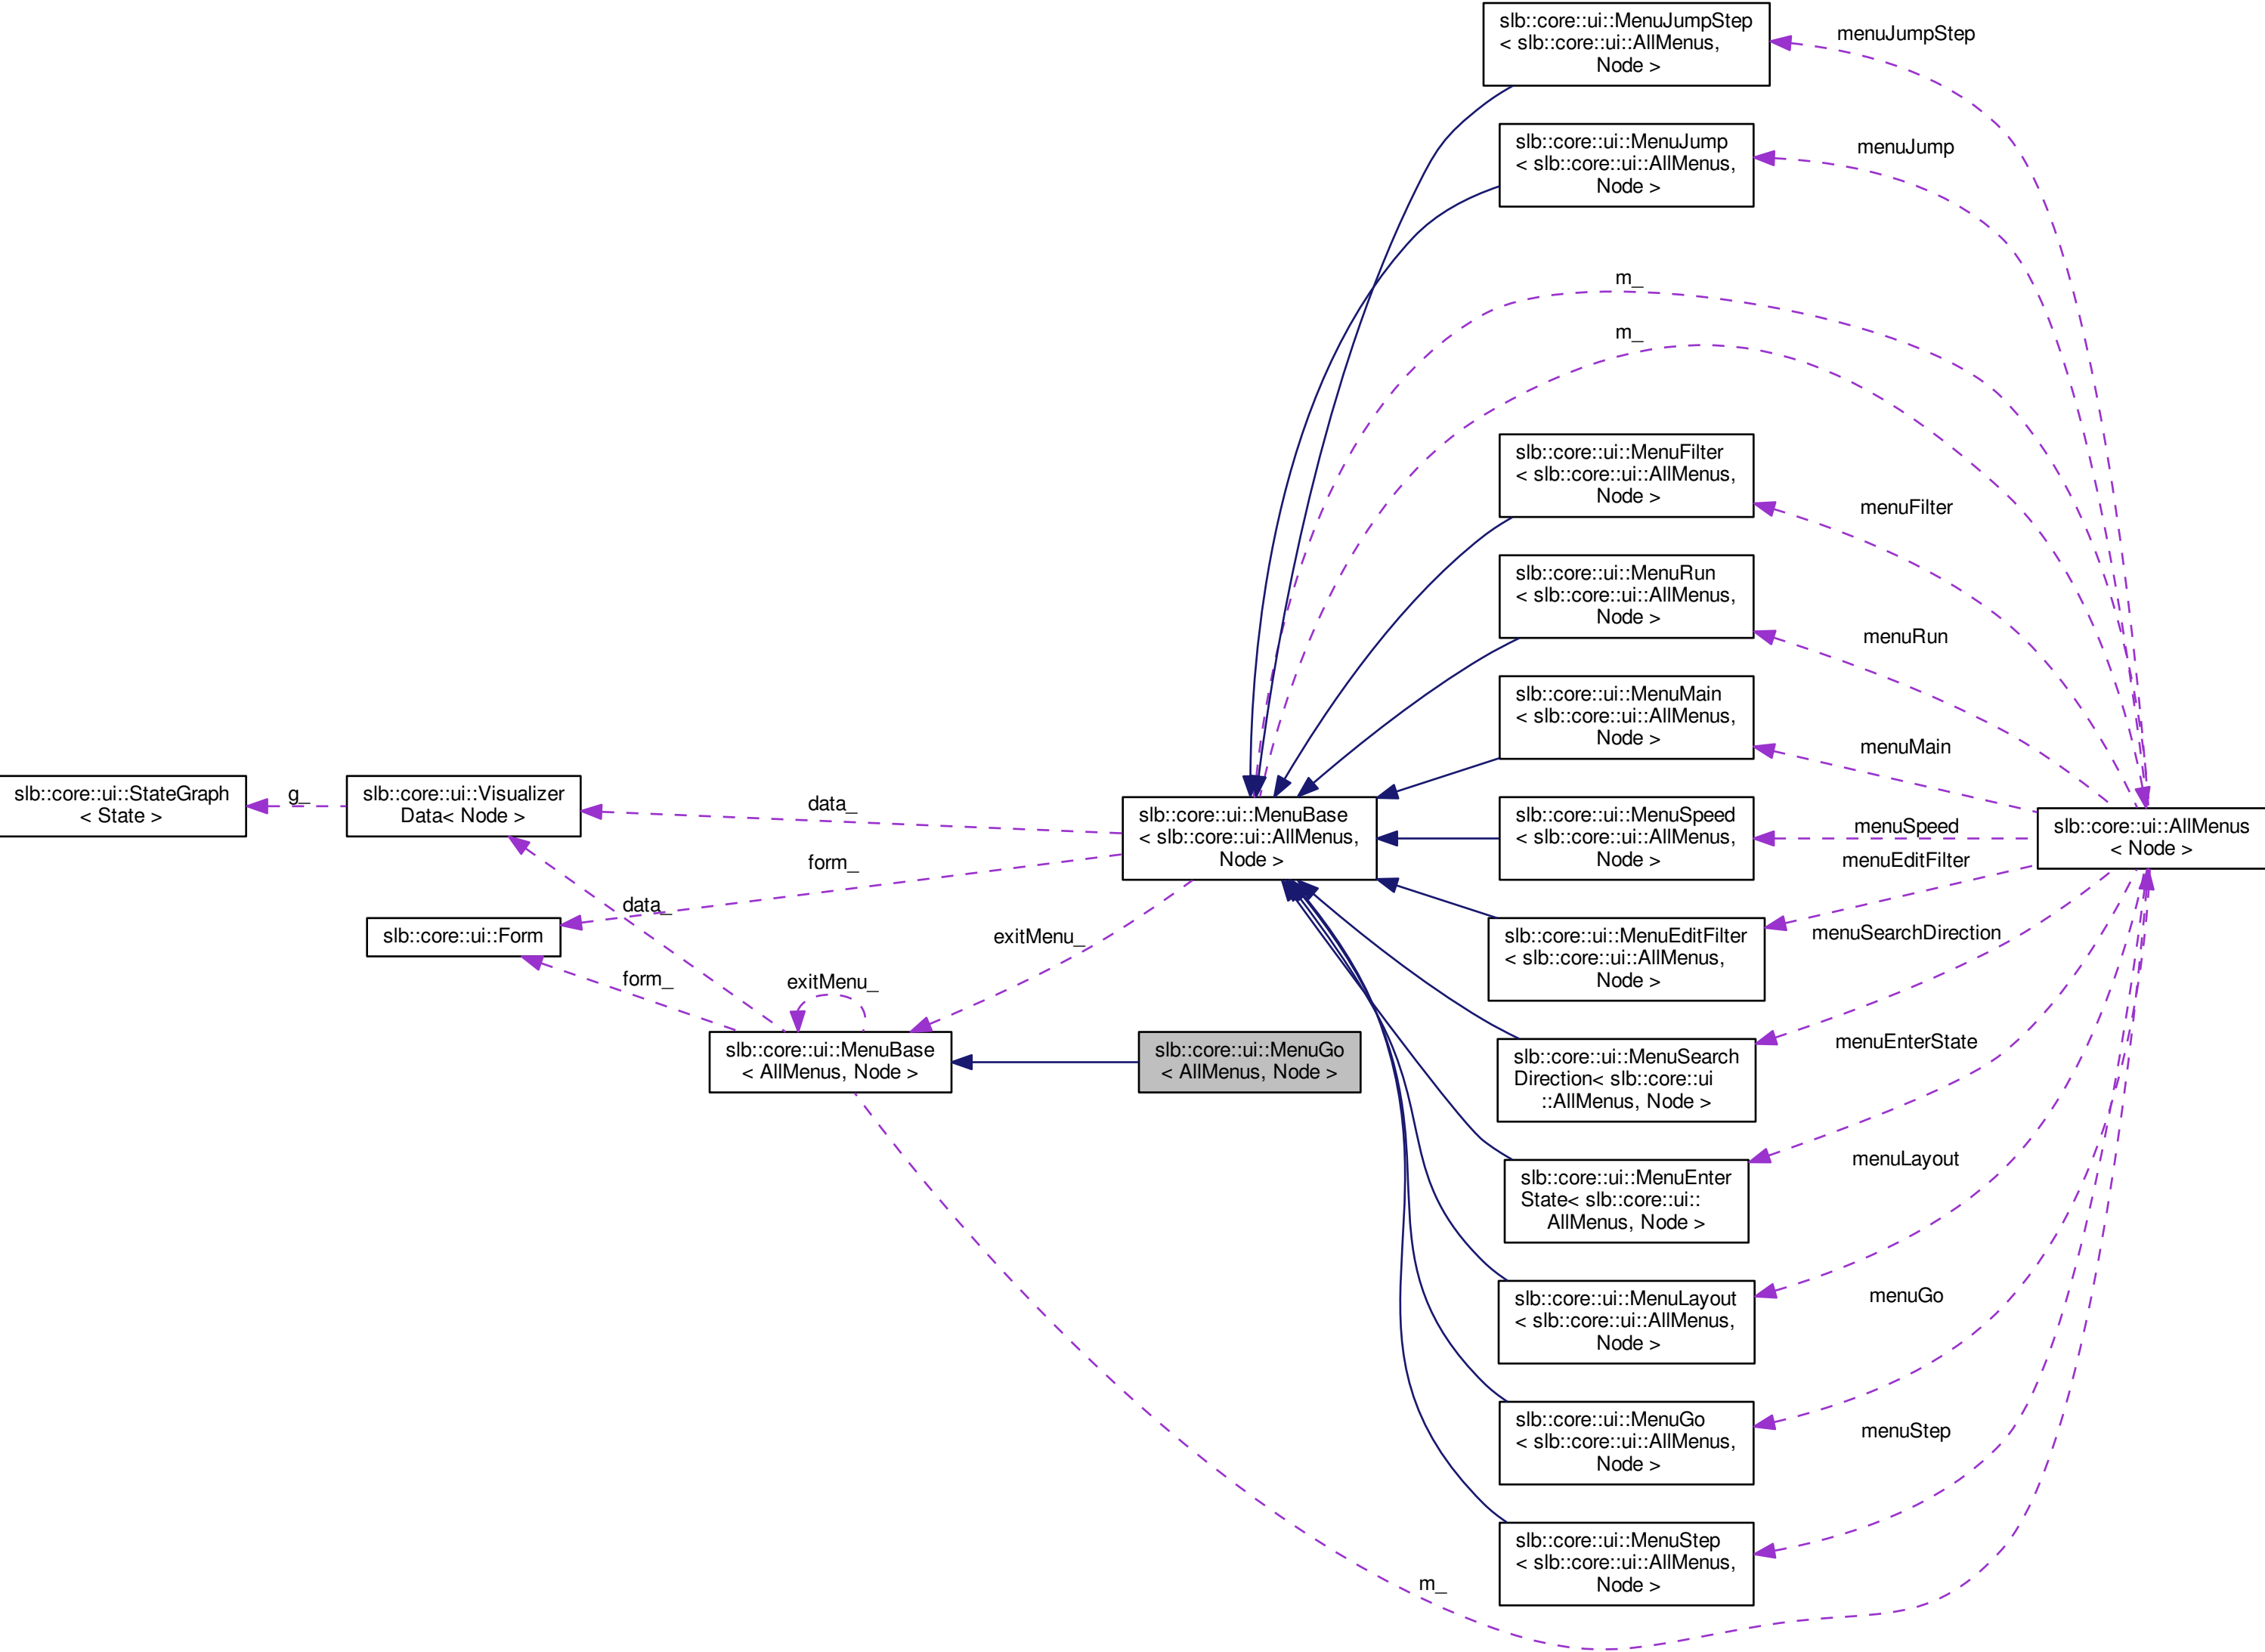 slb::core::ui::MenuJumpStep
< slb::core::ui::AllMenus,
Node >
menuJumpStep
slb::core::ui::MenuJump
< slb::core::ui::AllMenus,
Node >
menuJump
m_
m_
slb::core::ui::MenuFilter
< slb::core::ui::AllMenus,
Node >
menuFilter
slb::core::ui::MenuRun
< slb::core::ui::AllMenus,
Node >
menuRun
slb::core::ui::MenuMain
< slb::core::ui::AllMenus,
Node >
menuMain
slb::core::ui::StateGraph
< State >
g_
slb::core::ui::Visualizer
Data< Node >
data_
form_
slb::core::ui::MenuBase
< slb::core::ui::AllMenus,
Node >
slb::core::ui::MenuSpeed
< slb::core::ui::AllMenus,
Node >
menuSpeed
slb::core::ui::AllMenus
< Node >
menuEditFilter
slb::core::ui::Form
data_
form_
exitMenu_
exitMenu_
slb::core::ui::MenuEditFilter
< slb::core::ui::AllMenus,
Node >
menuSearchDirection
slb::core::ui::MenuBase
< AllMenus, Node >
slb::core::ui::MenuGo
< AllMenus, Node >
slb::core::ui::MenuSearch
Direction< slb::core::ui
::AllMenus, Node >
menuEnterState
slb::core::ui::MenuEnter
State< slb::core::ui::
AllMenus, Node >
menuLayout
slb::core::ui::MenuLayout
< slb::core::ui::AllMenus,
Node >
menuGo
slb::core::ui::MenuGo
< slb::core::ui::AllMenus,
Node >
menuStep
slb::core::ui::MenuStep
< slb::core::ui::AllMenus,
Node >
m_